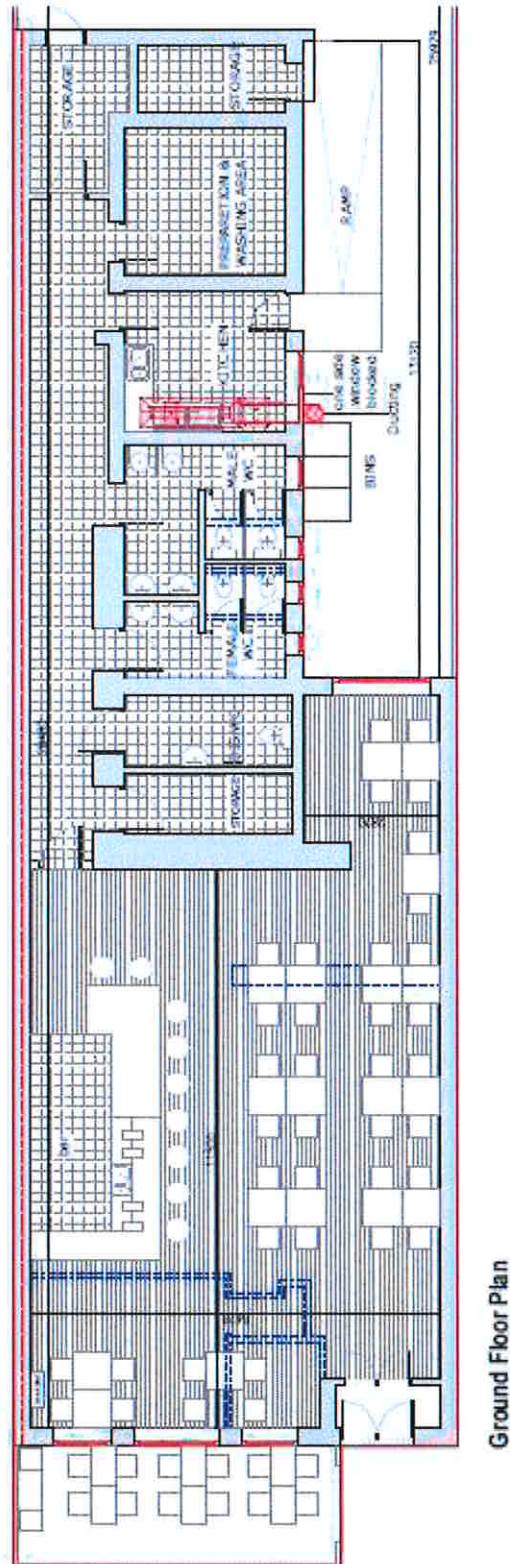 STORAGE
STORAGE
PREPARETION &
WASHING AREA
RAMP
KITCHEN
one side
window
blocked
Ducting
BINS
MALE
WC
FEMALE
WC
STORAGE
bar
Ground Floor Plan